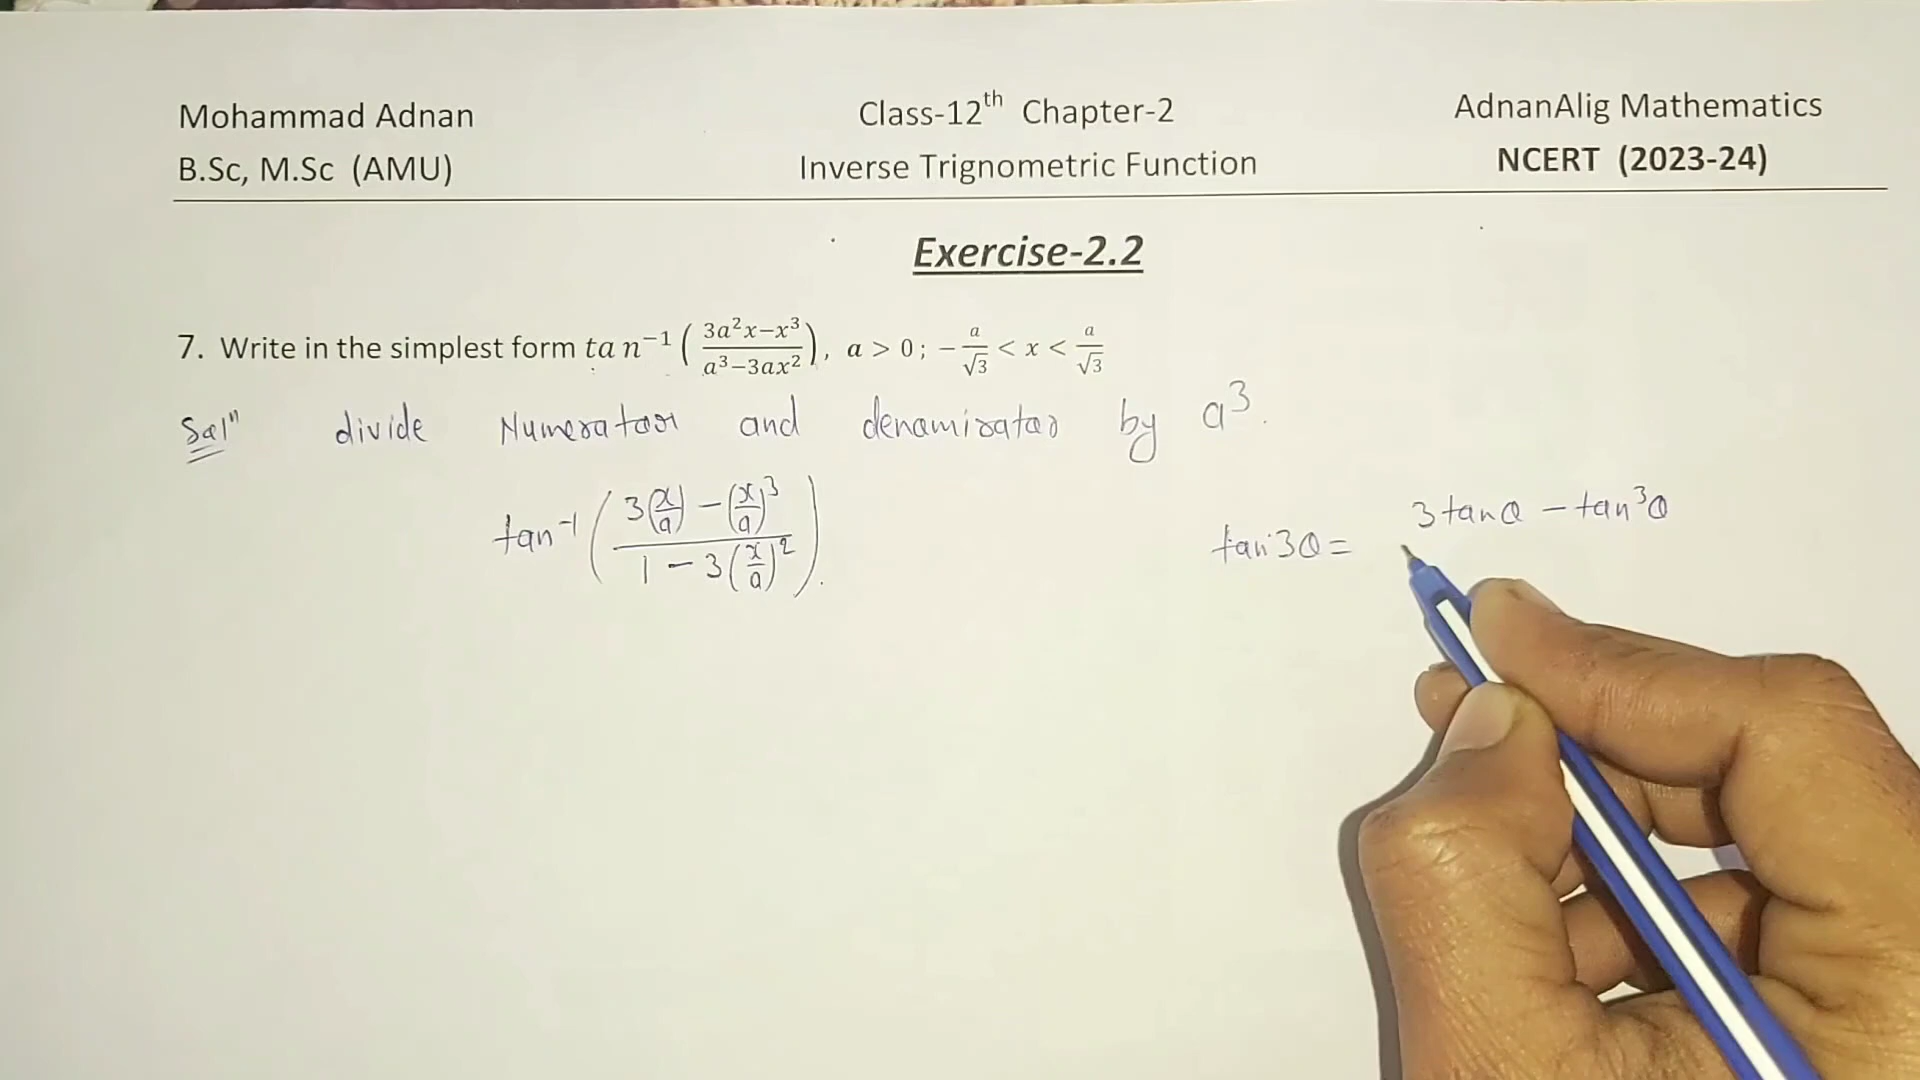 Mohammad Adnan
B.Sc, M.Sc (AMU)
Class-12th Chapter-2
Inverse Trignometric Function
AdnanAlig Mathematics
NCERT (2023-24)
Exercise-2.2
7. Write in the simplest form tan⁻¹((3a²x−x³)/(a³−3ax²)), a > 0; −a/√3 < x < a/√3
Solⁿ divide Numerator and denominator by a³.
tan⁻¹((3(x/a) − (x/a)³)/(1 − 3(x/a)²)).
tan3θ = 3tanθ − tan³θ